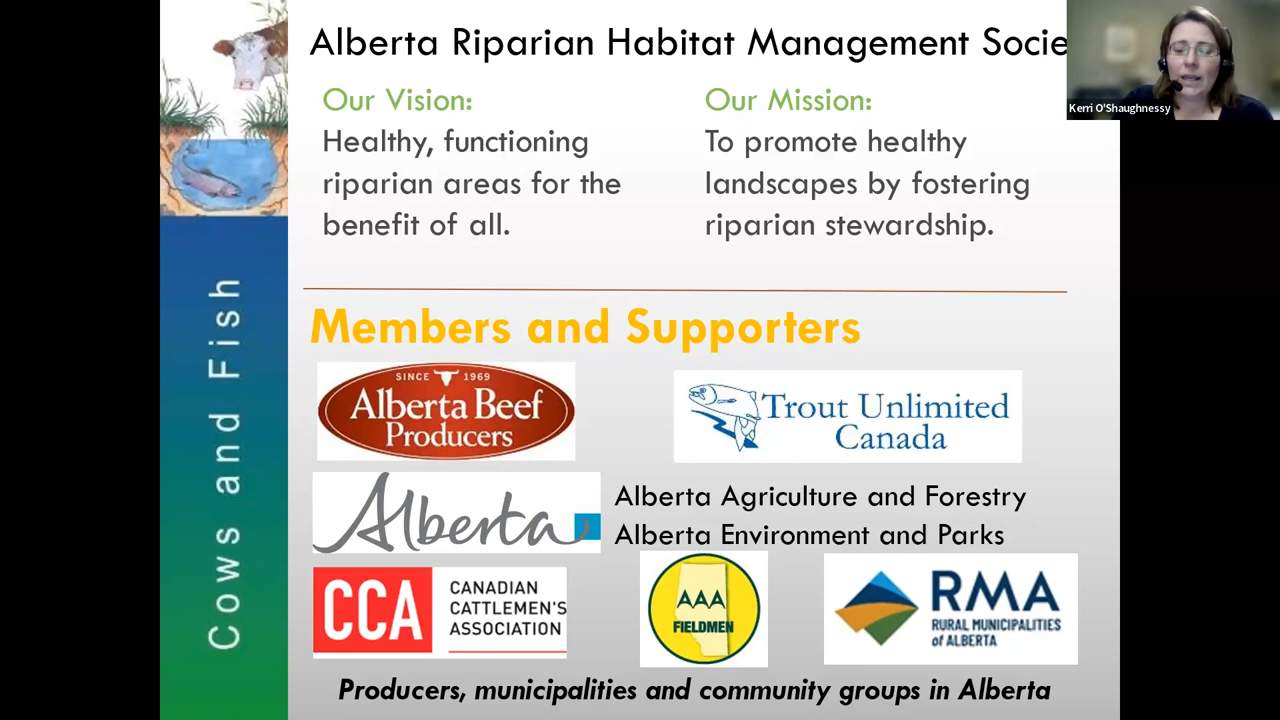 Alberta Riparian Habitat Management Socie
Kerri O'Shaughnessy
Our Vision:
Healthy, functioning
riparian areas for the
benefit of all.
Our Mission:
To promote healthy
landscapes by fostering
riparian stewardship.
Cows and Fish
Members and Supporters
SINCE 1969
Alberta Beef
Producers
Trout Unlimited
Canada
Alberta
Alberta Agriculture and Forestry
Alberta Environment and Parks
CCA
CANADIAN
CATTLEMEN'S
ASSOCIATION
AAA
FIELDMEN
RMA
RURAL MUNICIPALITIES
of ALBERTA
Producers, municipalities and community groups in Alberta